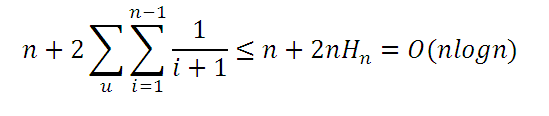 n + 2 ∑_u ∑_{i=1}^{n−1} 1/(i + 1) ≤ n + 2nH_n = O(nlogn)